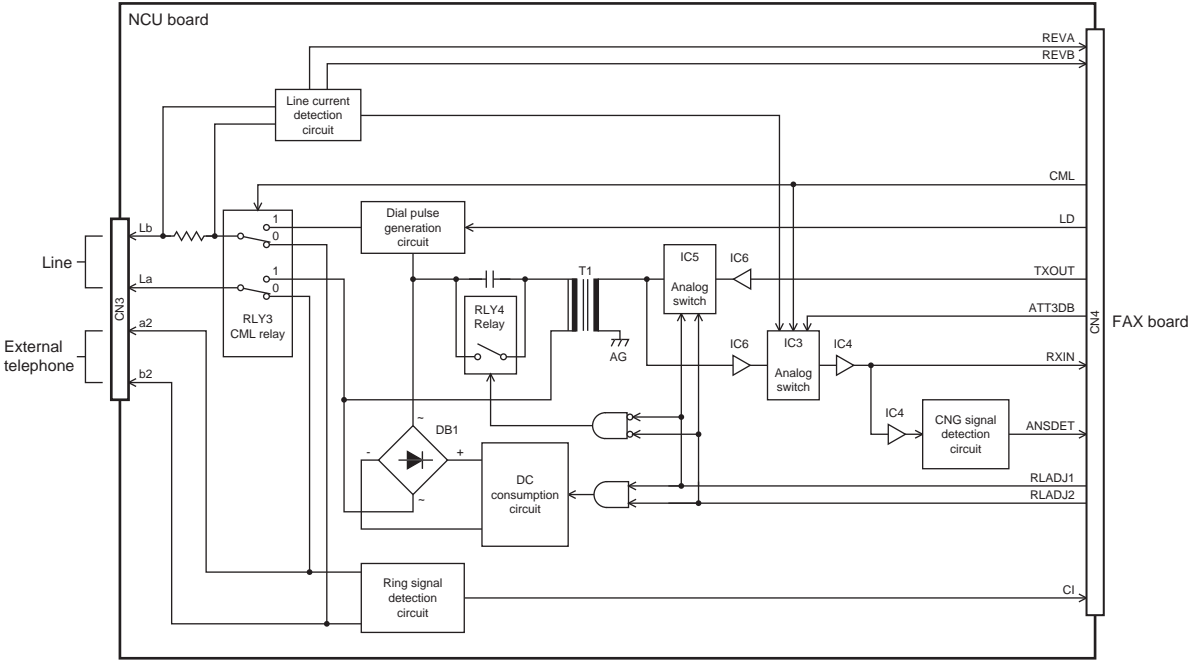 NCU board
REVA
REVB
Line current
detection
circuit
CML
Lb
1
0
Dial pulse
generation
circuit
LD
Line
La
1
0
RLY3
CML relay
CN3
T1
IC5
Analog
switch
IC6
TXOUT
RLY4
Relay
AG
ATT3DB
CN4
FAX board
External
telephone
a2
b2
IC6
IC3
Analog
switch
IC4
RXIN
IC4
CNG signal
detection
circuit
ANSDET
~
DB1
-
+
~
DC
consumption
circuit
RLADJ1
RLADJ2
Ring signal
detection
circuit
CI